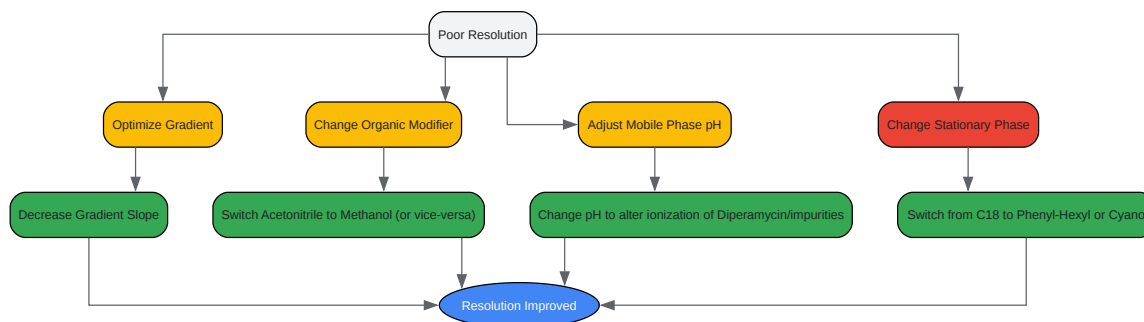 Poor Resolution
Optimize Gradient
Change Organic Modifier
Adjust Mobile Phase pH
Change Stationary Phase
Decrease Gradient Slope
Switch Acetonitrile to Methanol (or vice-versa)
Change pH to alter ionization of Diperamycin/impurities
Switch from C18 to Phenyl-Hexyl or Cyano
Resolution Improved